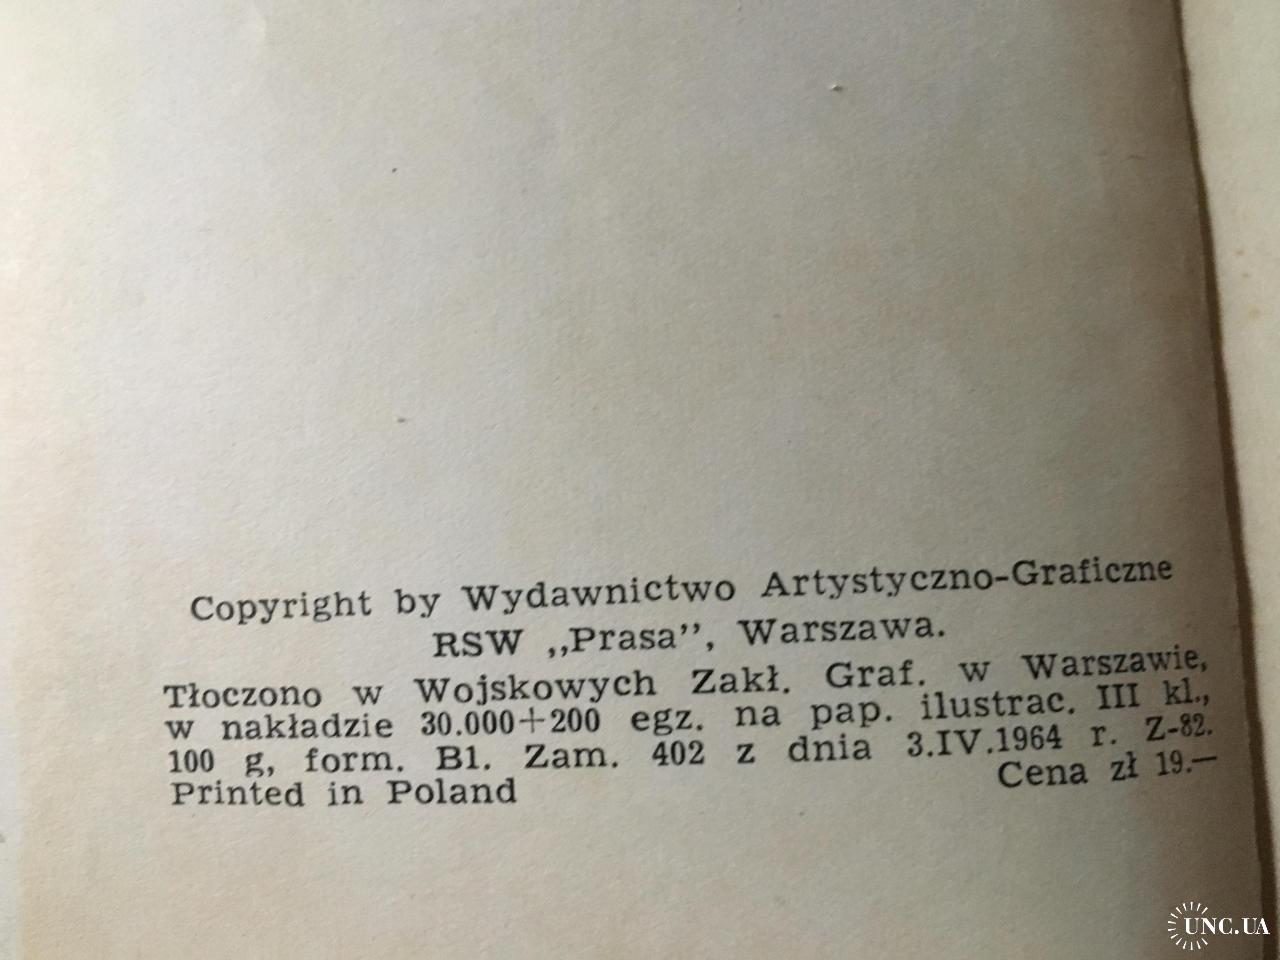 Copyright by Wydawnictwo Artystyczno-Graficzne
RSW „Prasa”, Warszawa.
Tłoczono w Wojskowych Zakł. Graf. w Warszawie,
w nakładzie 30.000+200 egz. na pap. ilustrac. III kl.,
100 g, form. Bl. Zam. 402 z dnia 3.IV.1964 r. Z-82.
Printed in Poland Cena zł 19.—
UNC.UA